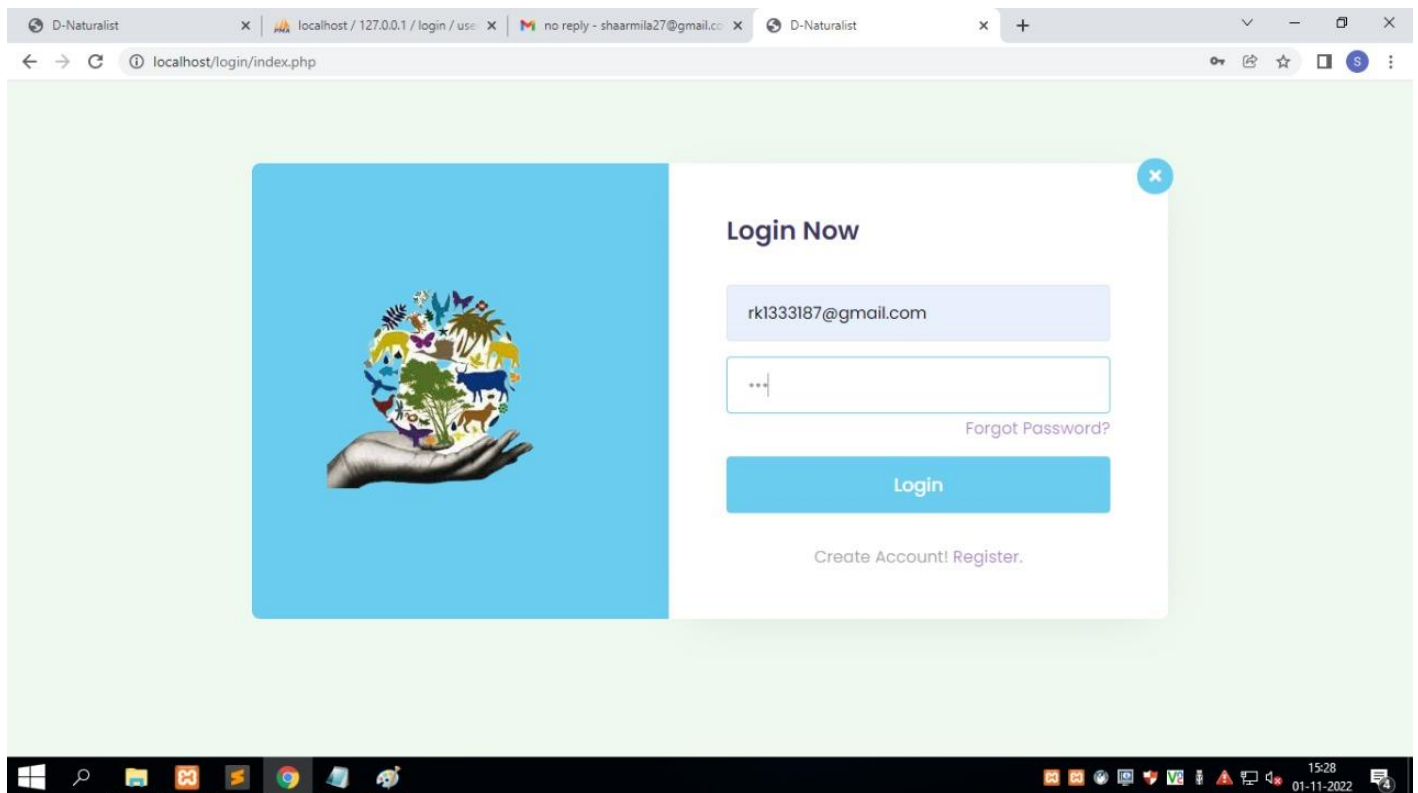 D-Naturalist
localhost / 127.0.0.1 / login / use
no reply - shaarmila27@gmail.co
D-Naturalist
localhost/login/index.php
S
Login Now
rk1333187@gmail.com
•••
Forgot Password?
Login
Create Account! Register.
15:28
01-11-2022
4